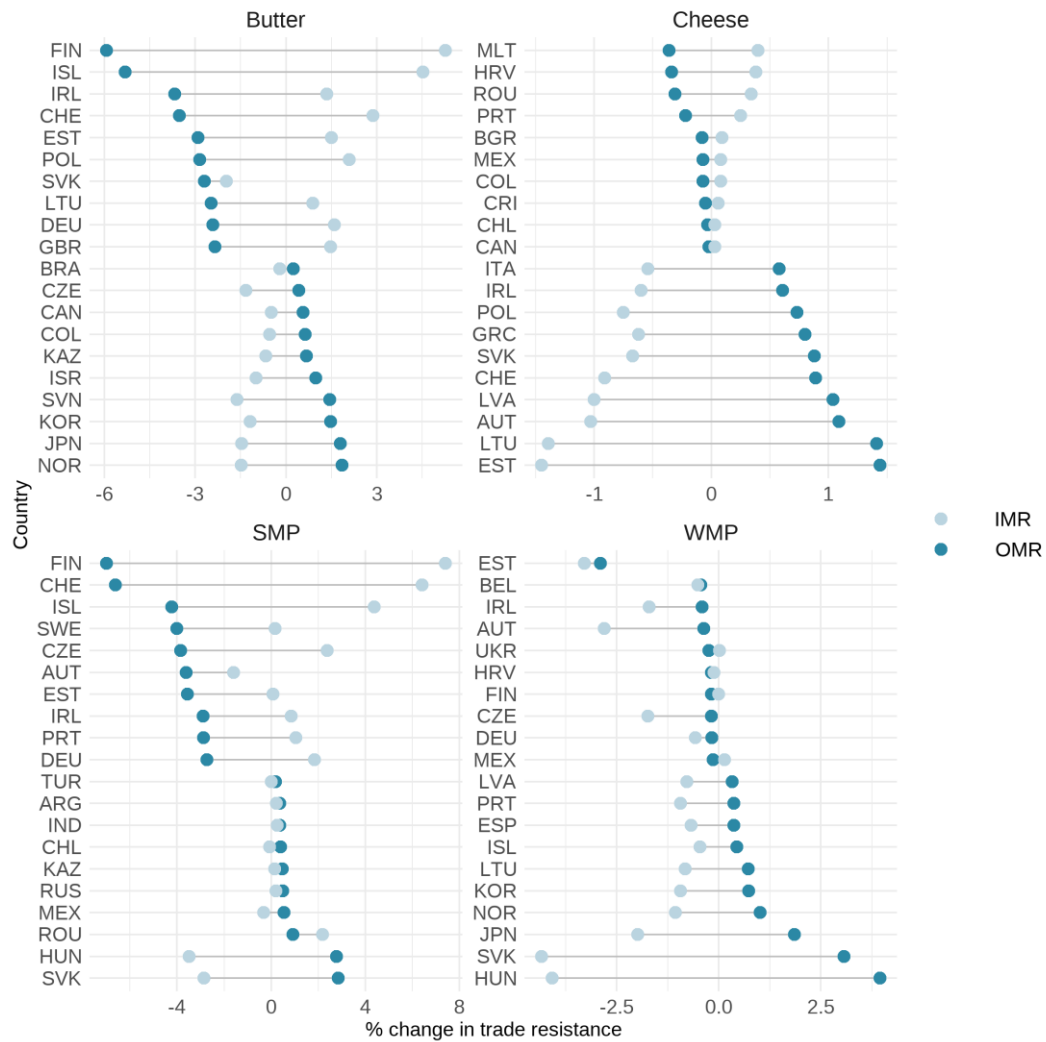 Butter
Cheese
FIN
ISL
IRL
CHE
EST
POL
SVK
LTU
DEU
GBR
BRA
CZE
CAN
COL
KAZ
ISR
SVN
KOR
JPN
NOR
-6 -3 0 3
MLT
HRV
ROU
PRT
BGR
MEX
COL
CRI
CHL
CAN
ITA
IRL
POL
GRC
SVK
CHE
LVA
AUT
LTU
EST
-1 0 1
Country
SMP
WMP
FIN
CHE
ISL
SWE
CZE
AUT
EST
IRL
PRT
DEU
TUR
ARG
IND
CHL
KAZ
RUS
MEX
ROU
HUN
SVK
-4 0 4 8
EST
BEL
IRL
AUT
UKR
HRV
FIN
CZE
DEU
MEX
LVA
PRT
ESP
ISL
LTU
KOR
NOR
JPN
SVK
HUN
-2.5 0.0 2.5
% change in trade resistance
IMR
OMR